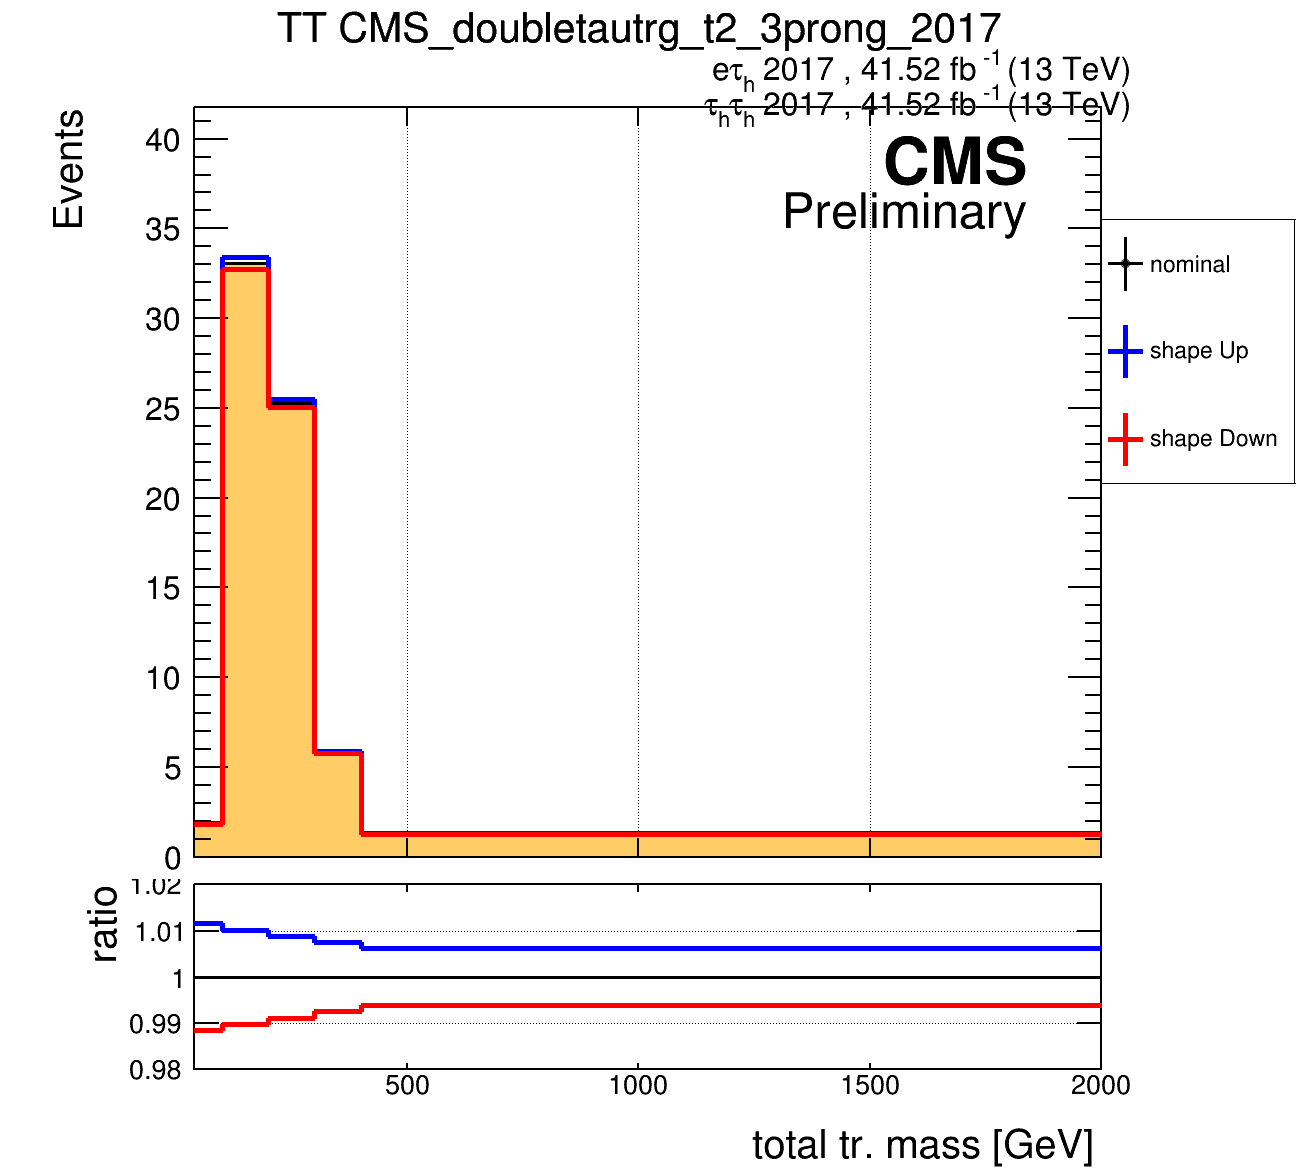 TT CMS_doubletautrg_t2_3prong_2017
eτh 2017 , 41.52 fb -1 (13 TeV)
τhτh 2017 , 41.52 fb -1 (13 TeV)
CMS
Preliminary
Events
40
35
30
25
20
15
10
5
0
nominal
shape Up
shape Down
ratio
1.02
1.01
1
0.99
0.98
500 1000 1500 2000
total tr. mass [GeV]